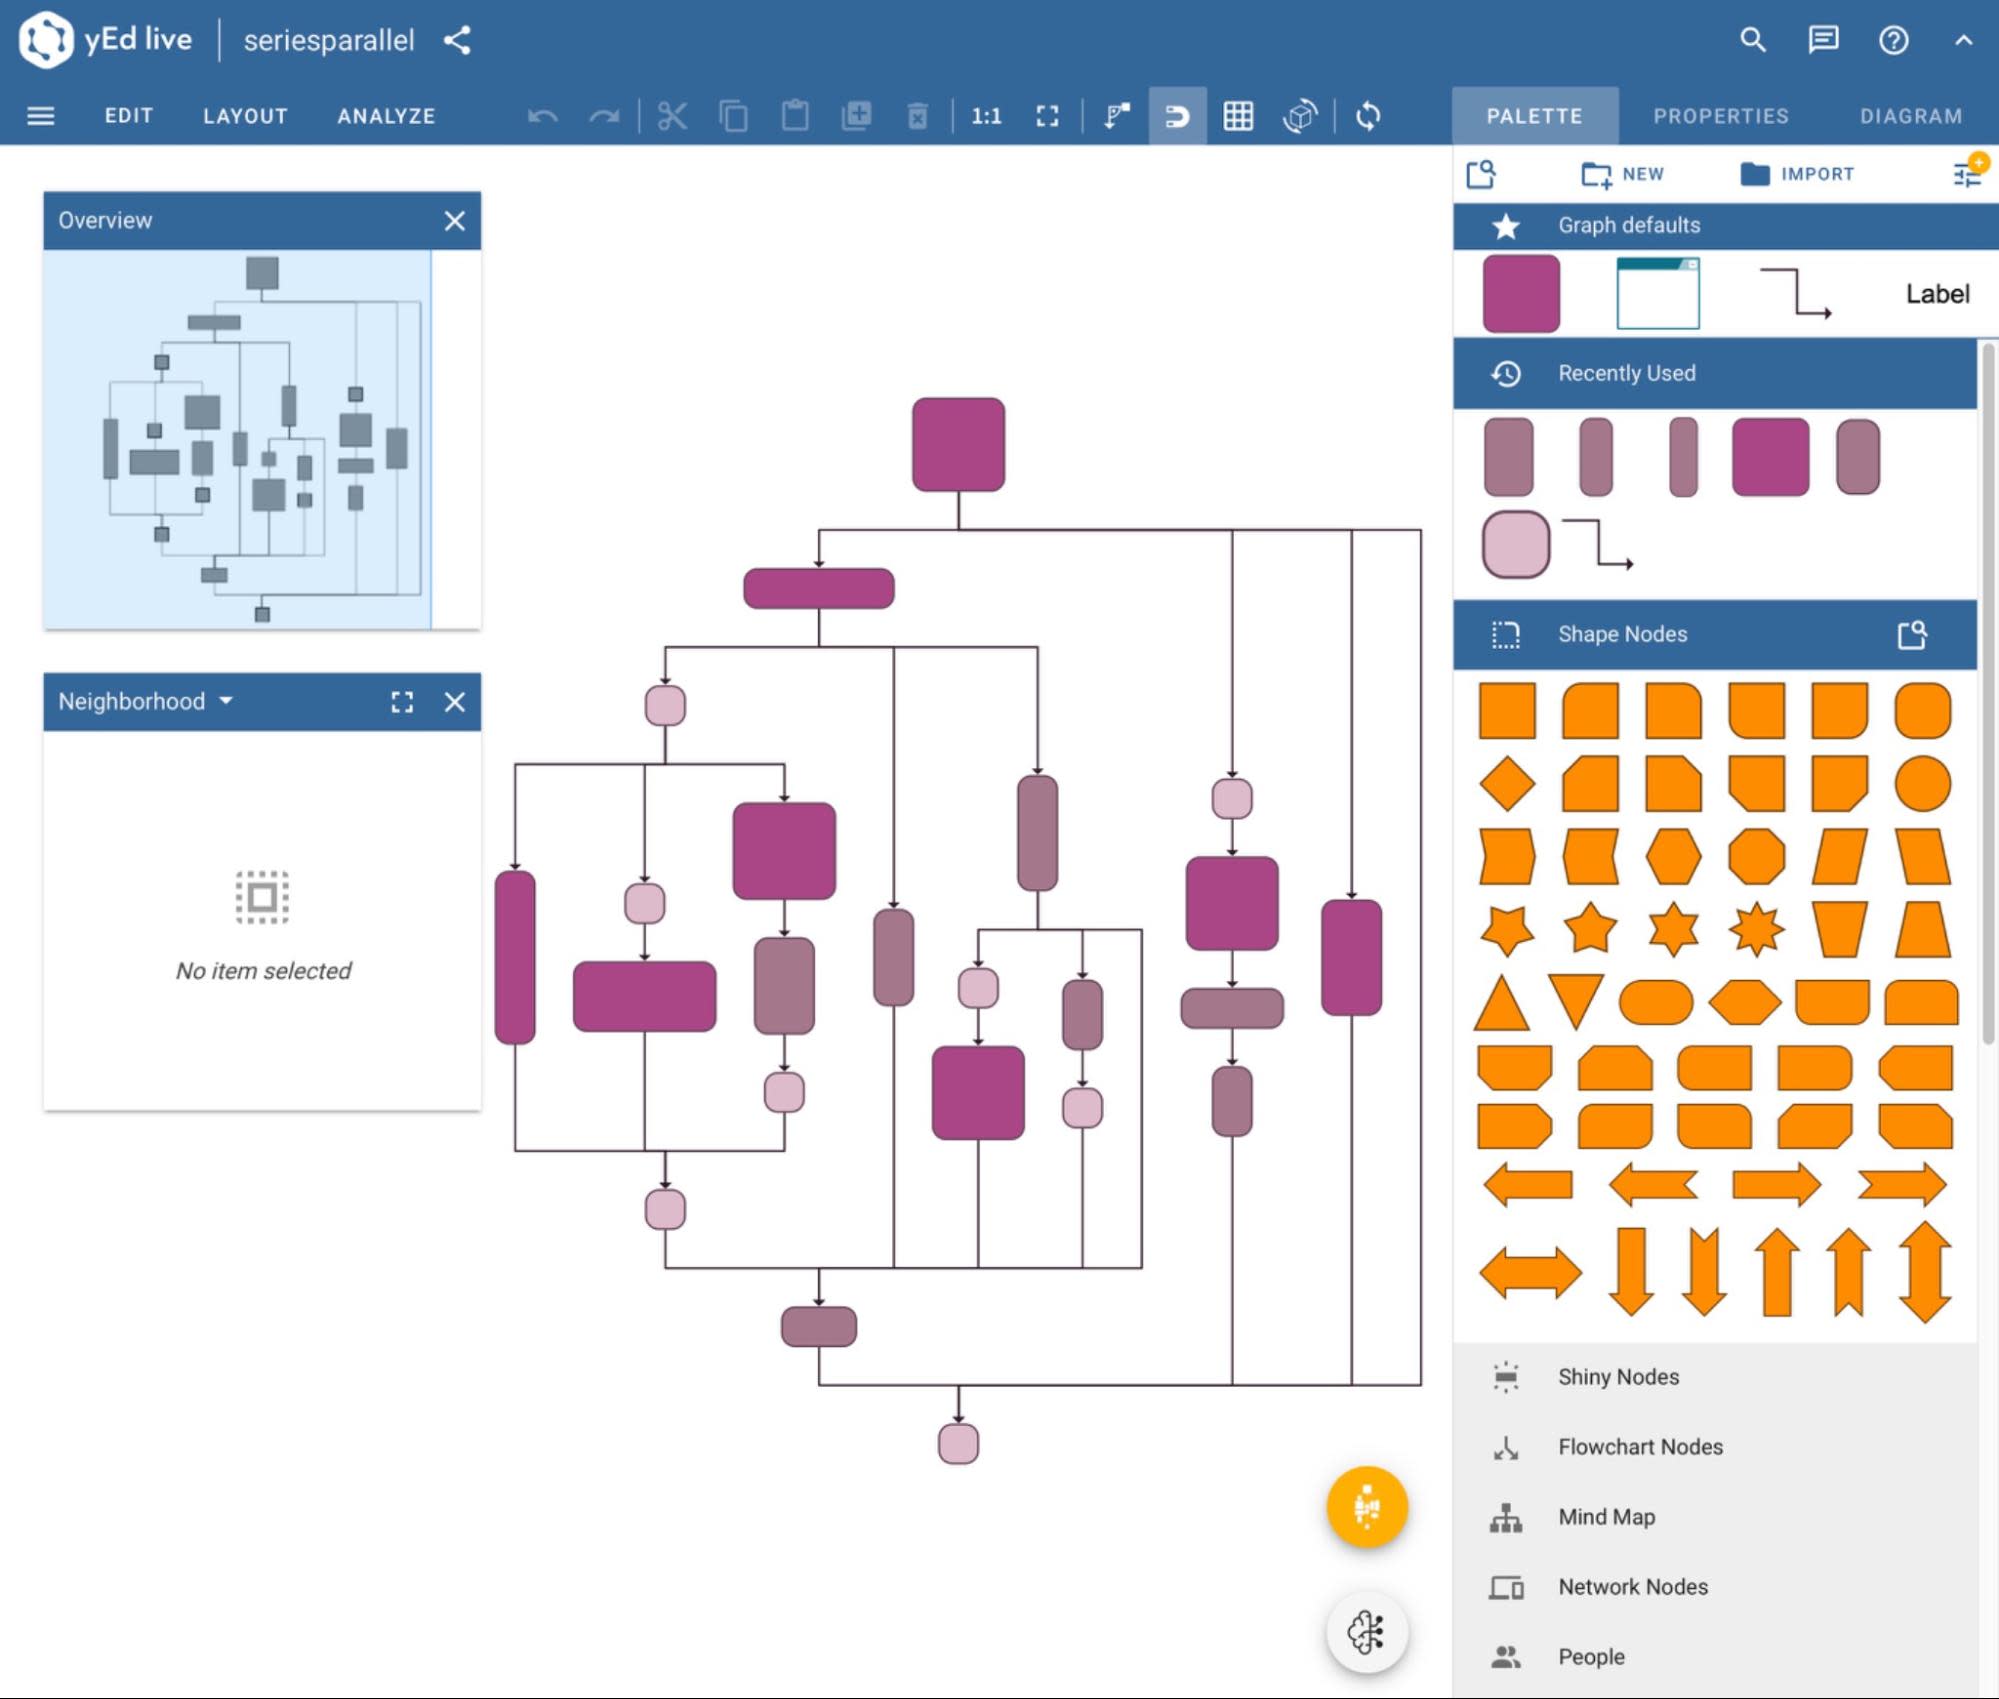 yEd live
seriesparallel
EDIT
LAYOUT
ANALYZE
1:1
PALETTE
PROPERTIES
DIAGRAM
NEW
IMPORT
Overview
Graph defaults
Label
Recently Used
Shape Nodes
Neighborhood
No item selected
Shiny Nodes
Flowchart Nodes
Mind Map
Network Nodes
People